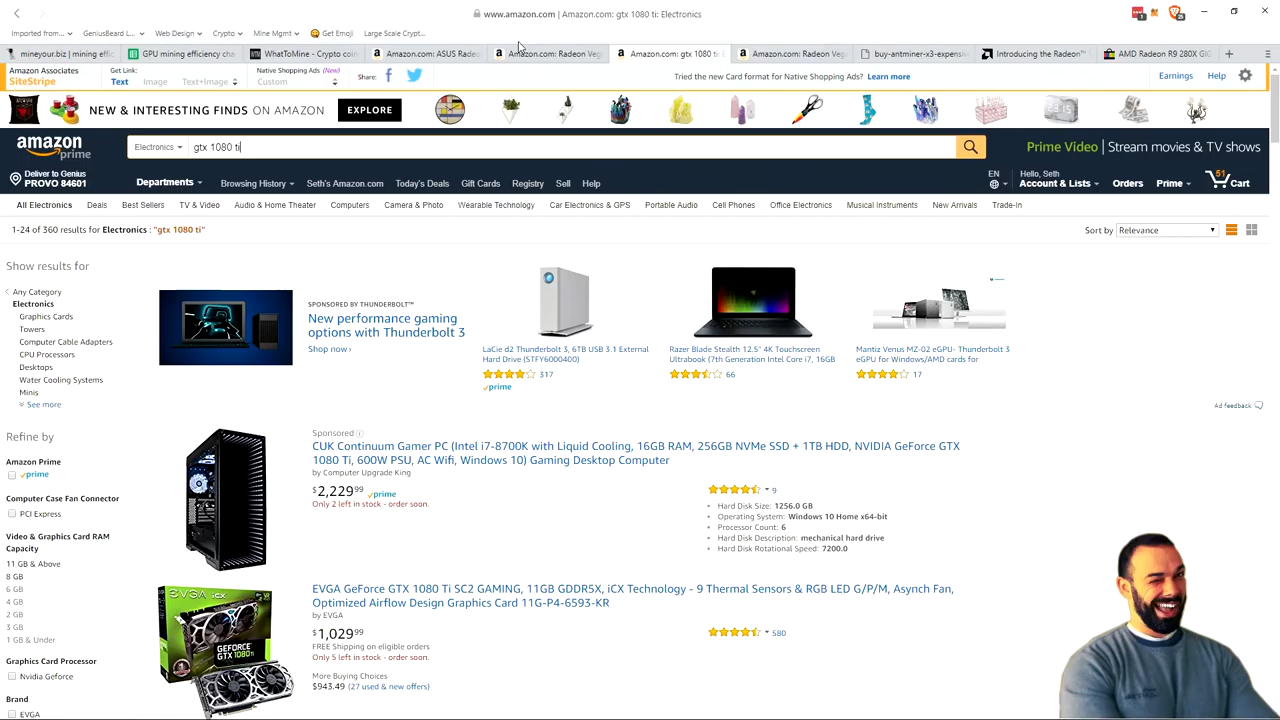 www.amazon.com | Amazon.com: gtx 1080 ti: Electronics
Imported from... GeniusBeard L... Web Design Crypto Mine Mgmt Get Emoji Large Scale Crypt...
mineyour.biz | mining effic GPU mining efficiency cha WhatToMine - Crypto coin Amazon.com: ASUS Rade Amazon.com: Radeon Veg Amazon.com: gtx 1080 ti: E Amazon.com: Radeon Veg buy-antminer-x3-expensi Introducing the Radeon™ AMD Radeon R9 280X GiG
Amazon Associates
SiteStripe
Get Link:
Text Image Text+Image
Native Shopping Ads (New)
Custom
Share:
Tried the new Card format for Native Shopping Ads? Learn more
Earnings Help
NEW & INTERESTING FINDS ON AMAZON EXPLORE
amazon
prime
Electronics gtx 1080 ti
Prime Video | Stream movies & TV shows
Deliver to Genius
PROVO 84601
Departments Browsing History Seth's Amazon.com Today's Deals Gift Cards Registry Sell Help
EN
Hello, Seth
Account & Lists Orders Prime 51 Cart
All Electronics Deals Best Sellers TV & Video Audio & Home Theater Computers Camera & Photo Wearable Technology Car Electronics & GPS Portable Audio Cell Phones Office Electronics Musical Instruments New Arrivals Trade-In
1-24 of 360 results for Electronics : "gtx 1080 ti"
Sort by Relevance
Show results for
Any Category
Electronics
Graphics Cards
Towers
Computer Cable Adapters
CPU Processors
Desktops
Water Cooling Systems
Minis
See more
SPONSORED BY THUNDERBOLT™
New performance gaming
options with Thunderbolt 3
Shop now ›
LaCie d2 Thunderbolt 3, 6TB USB 3.1 External
Hard Drive (STFY6000400)
317
prime
Razer Blade Stealth 12.5" 4K Touchscreen
Ultrabook (7th Generation Intel Core i7, 16GB
66
Mantiz Venus MZ-02 eGPU- Thunderbolt 3
eGPU for Windows/AMD cards for
17
Ad feedback
Refine by
Amazon Prime
prime
Computer Case Fan Connector
PCI Express
Video & Graphics Card RAM
Capacity
11 GB & Above
8 GB
6 GB
4 GB
2 GB
3 GB
1 GB & Under
Graphics Card Processor
Nvidia Geforce
Brand
EVGA
Sponsored
CUK Continuum Gamer PC (Intel i7-8700K with Liquid Cooling, 16GB RAM, 256GB NVMe SSD + 1TB HDD, NVIDIA GeForce GTX
1080 Ti, 600W PSU, AC Wifi, Windows 10) Gaming Desktop Computer
by Computer Upgrade King
$2,229.99 prime
Only 2 left in stock - order soon.
9
Hard Disk Size: 1256.0 GB
Operating System: Windows 10 Home x64-bit
Processor Count: 6
Hard Disk Description: mechanical hard drive
Hard Disk Rotational Speed: 7200.0
EVGA GeForce GTX 1080 Ti SC2 GAMING, 11GB GDDR5X, iCX Technology - 9 Thermal Sensors & RGB LED G/P/M, Asynch Fan,
Optimized Airflow Design Graphics Card 11G-P4-6593-KR
by EVGA
$1,029.99
FREE Shipping on eligible orders
Only 5 left in stock - order soon.
580
More Buying Choices
$943.49 (27 used & new offers)
EVGA iCX
GEFORCE
GTX 1080 Ti